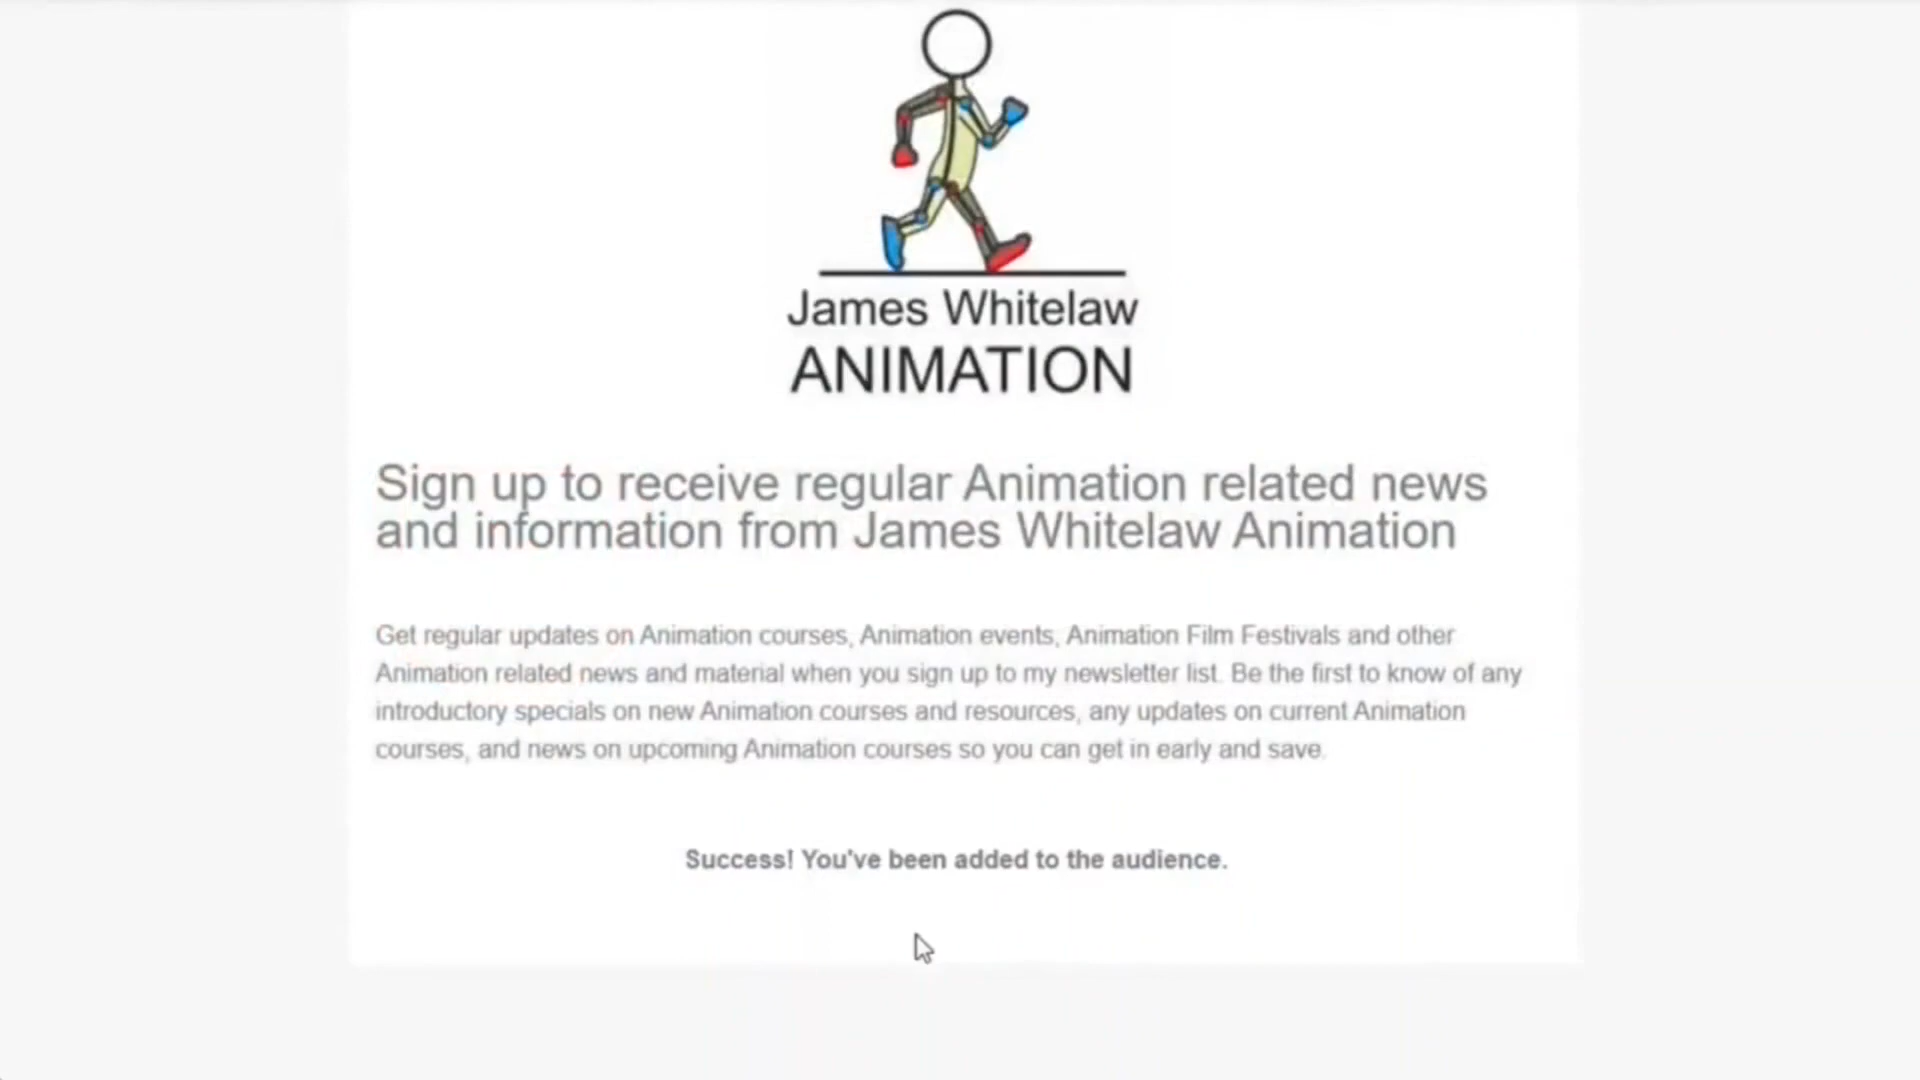 James Whitelaw
ANIMATION
Sign up to receive regular Animation related news
and information from James Whitelaw Animation
Get regular updates on Animation courses, Animation events, Animation Film Festivals and other
Animation related news and material when you sign up to my newsletter list. Be the first to know of any
introductory specials on new Animation courses and resources, any updates on current Animation
courses, and news on upcoming Animation courses so you can get in early and save.
Success! You've been added to the audience.